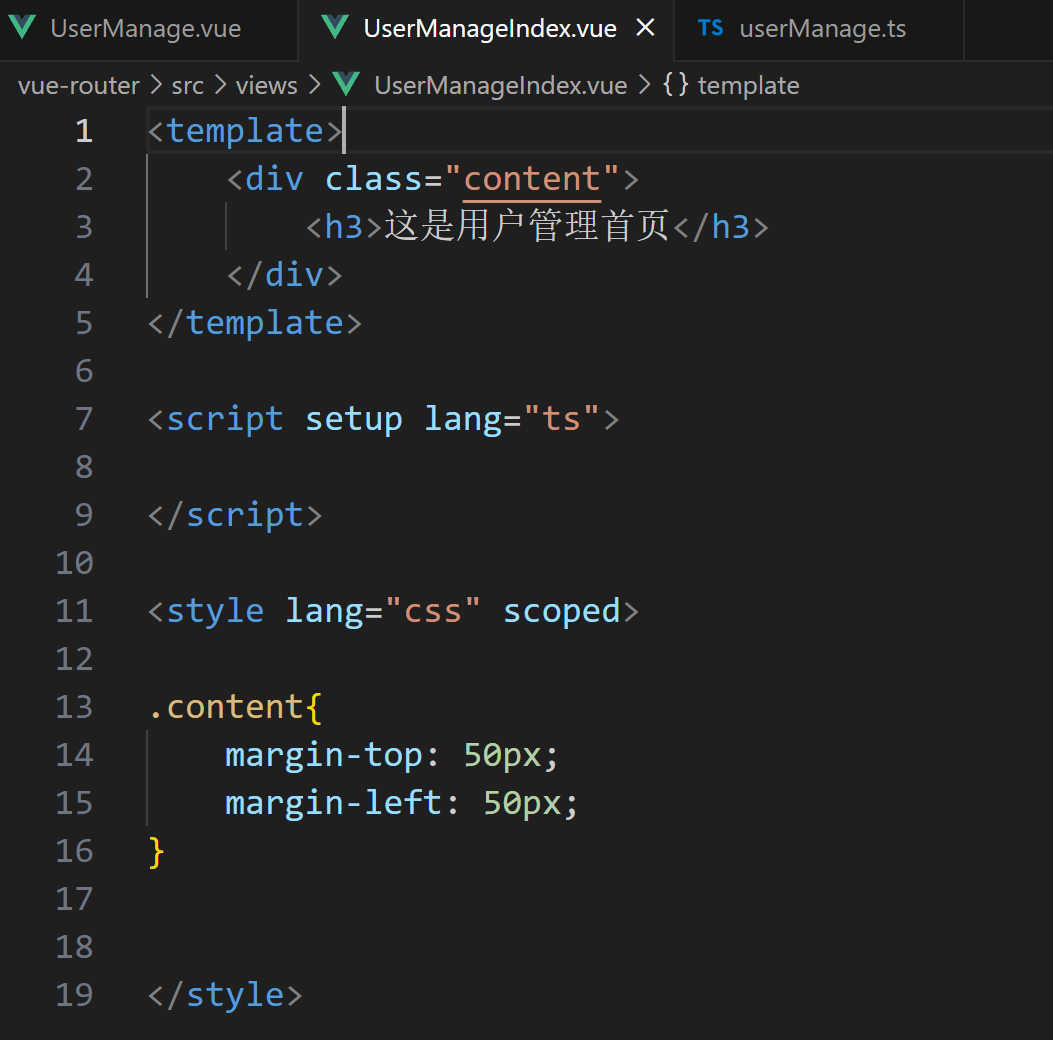 UserManage.vue UserManageIndex.vue TS userManage.ts
vue-router > src > views > UserManageIndex.vue > {} template
1 <template>
2     <div class="content">
3         <h3>这是用户管理首页</h3>
4     </div>
5 </template>
6
7 <script setup lang="ts">
8
9 </script>
10
11 <style lang="css" scoped>
12
13 .content{
14     margin-top: 50px;
15     margin-left: 50px;
16 }
17
18
19 </style>